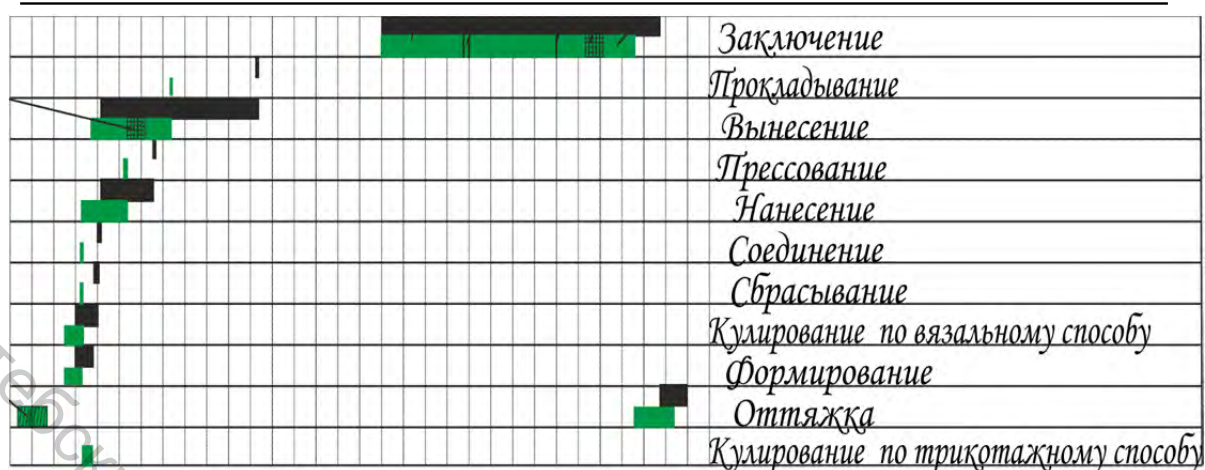 Заключение
Прокладывание
Вынесение
Прессование
Нанесение
Соединение
Сбрасывание
Кулирование по вязальному способу
Формирование
Оттяжка
Кулирование по трикотажному способу